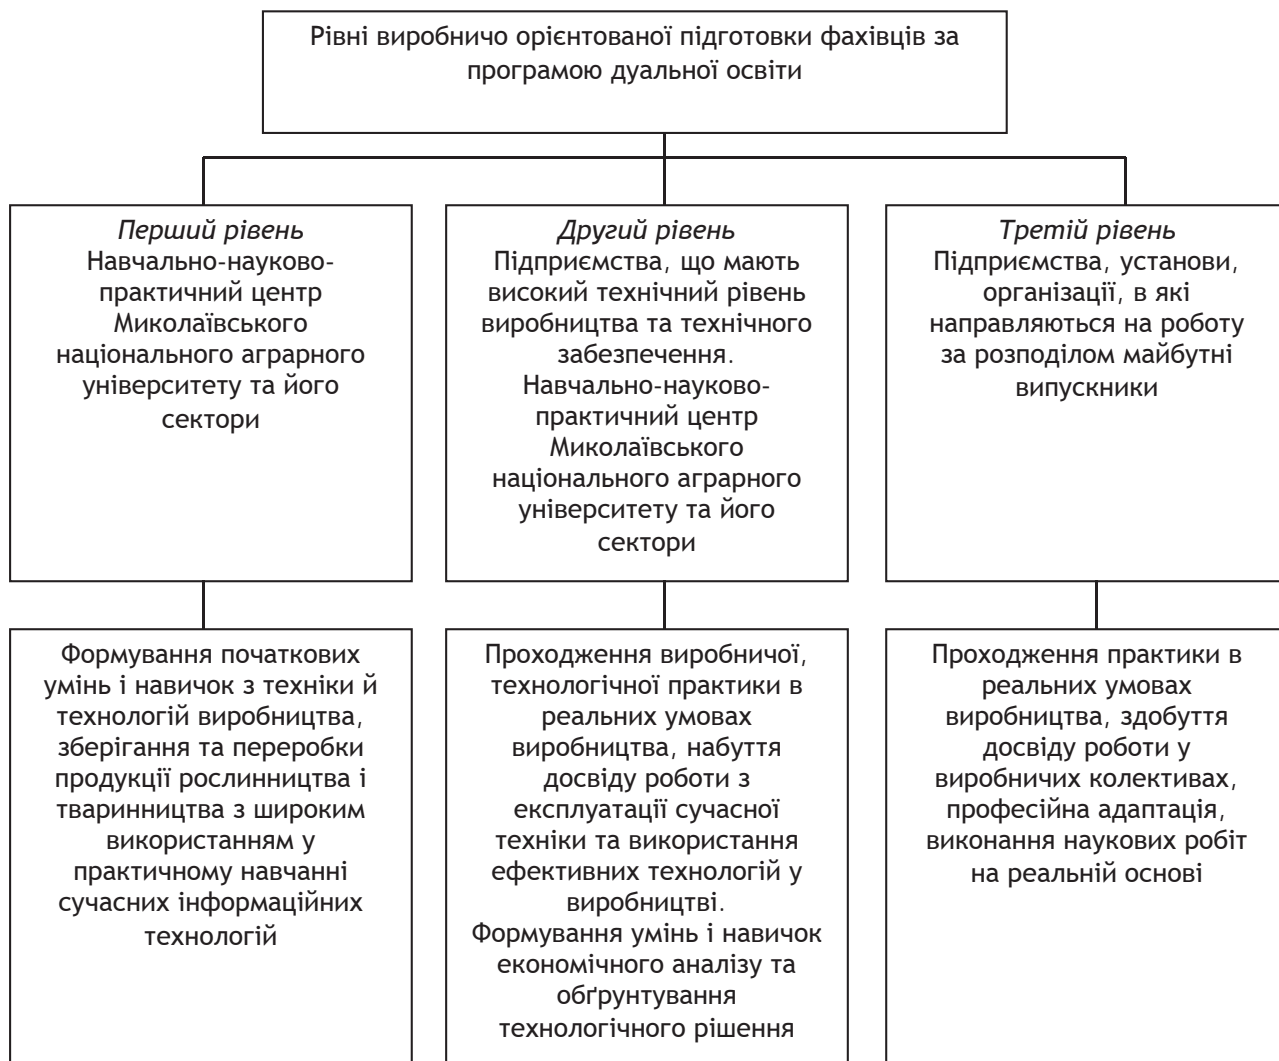 Рівні виробничо орієнтованої підготовки фахівців за
програмою дуальної освіти
Перший рівень
Навчально-науково-
практичний центр
Миколаївського
національного аграрного
університету та його
сектори
Другий рівень
Підприємства, що мають
високий технічний рівень
виробництва та технічного
забезпечення.
Навчально-науково-
практичний центр
Миколаївського
національного аграрного
університету та його
сектори
Третій рівень
Підприємства, установи,
організації, в які
направляються на роботу
за розподілом майбутні
випускники
Формування початкових
умінь і навичок з техніки й
технологій виробництва,
зберігання та переробки
продукції рослинництва і
тваринництва з широким
використанням у
практичному навчанні
сучасних інформаційних
технологій
Проходження виробничої,
технологічної практики в
реальних умовах
виробництва, набуття
досвіду роботи з
експлуатації сучасної
техніки та використання
ефективних технологій у
виробництві.
Формування умінь і навичок
економічного аналізу та
обґрунтування
технологічного рішення
Проходження практики в
реальних умовах
виробництва, здобуття
досвіду роботи у
виробничих колективах,
професійна адаптація,
виконання наукових робіт
на реальній основі